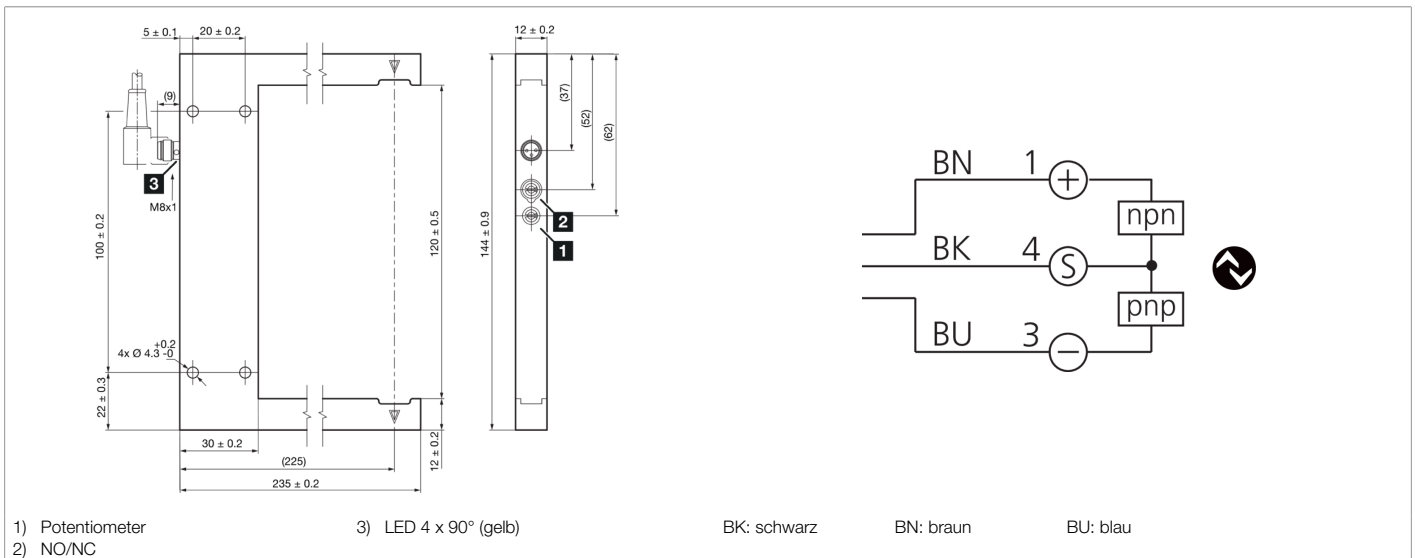 5 ± 0.1
20 ± 0.2
12 ± 0.2
(9)
(37)
(52)
(62)
3
M8x1
2
1
100 ± 0.2
120 ± 0.5
144 ± 0.9
+0.2
4x Ø 4.3 -0
22 ± 0.3
30 ± 0.2
12 ± 0.2
(225)
235 ± 0.2
BN 1 +
npn
BK 4 S
pnp
BU 3 −
1) Potentiometer
2) NO/NC
3) LED 4 x 90° (gelb)
BK: schwarz
BN: braun
BU: blau